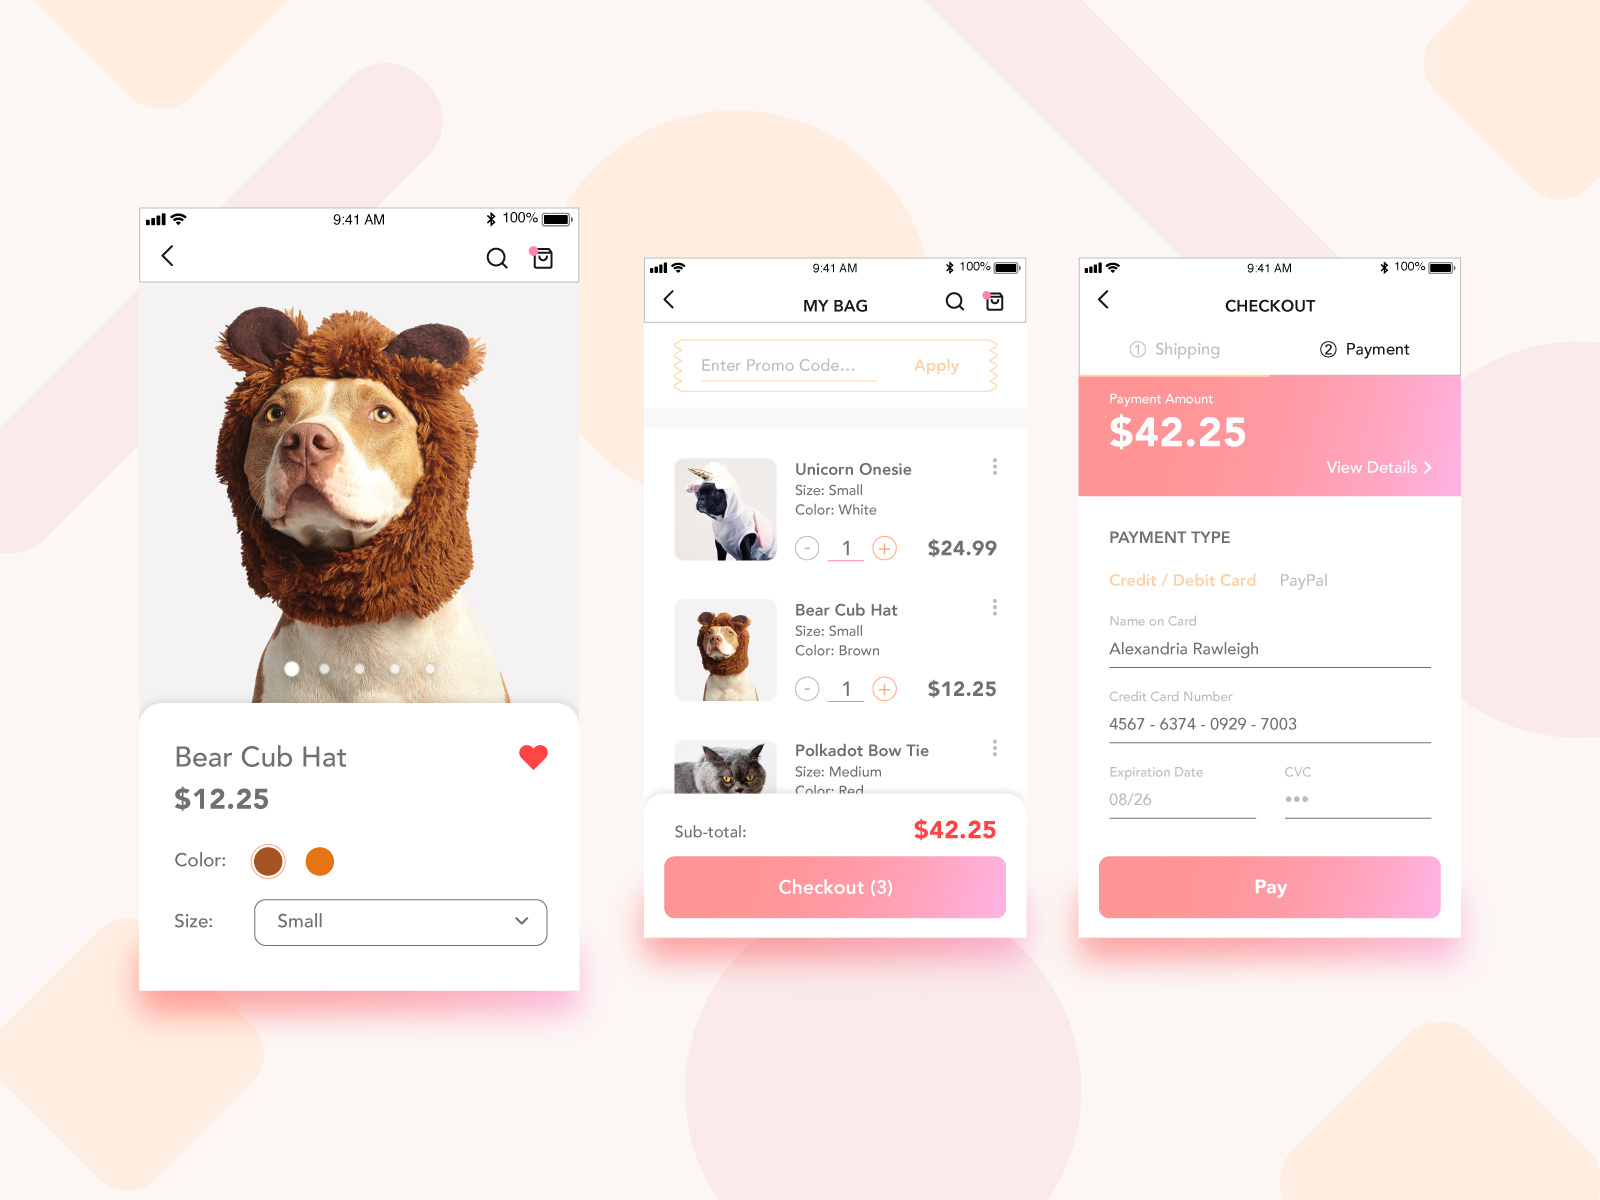 9:41 AM
100%
Bear Cub Hat
$12.25
Color:
Size:
Small
9:41 AM
100%
MY BAG
Enter Promo Code...
Apply
Unicorn Onesie
Size: Small
Color: White
- 1 +
$24.99
Bear Cub Hat
Size: Small
Color: Brown
- 1 +
$12.25
Polkadot Bow Tie
Size: Medium
Color: Red
Sub-total:
$42.25
Checkout (3)
9:41 AM
100%
CHECKOUT
1 Shipping
2 Payment
Payment Amount
$42.25
View Details
PAYMENT TYPE
Credit / Debit Card
PayPal
Name on Card
Alexandria Rawleigh
Credit Card Number
4567 - 6374 - 0929 - 7003
Expiration Date
CVC
08/26
•••
Pay